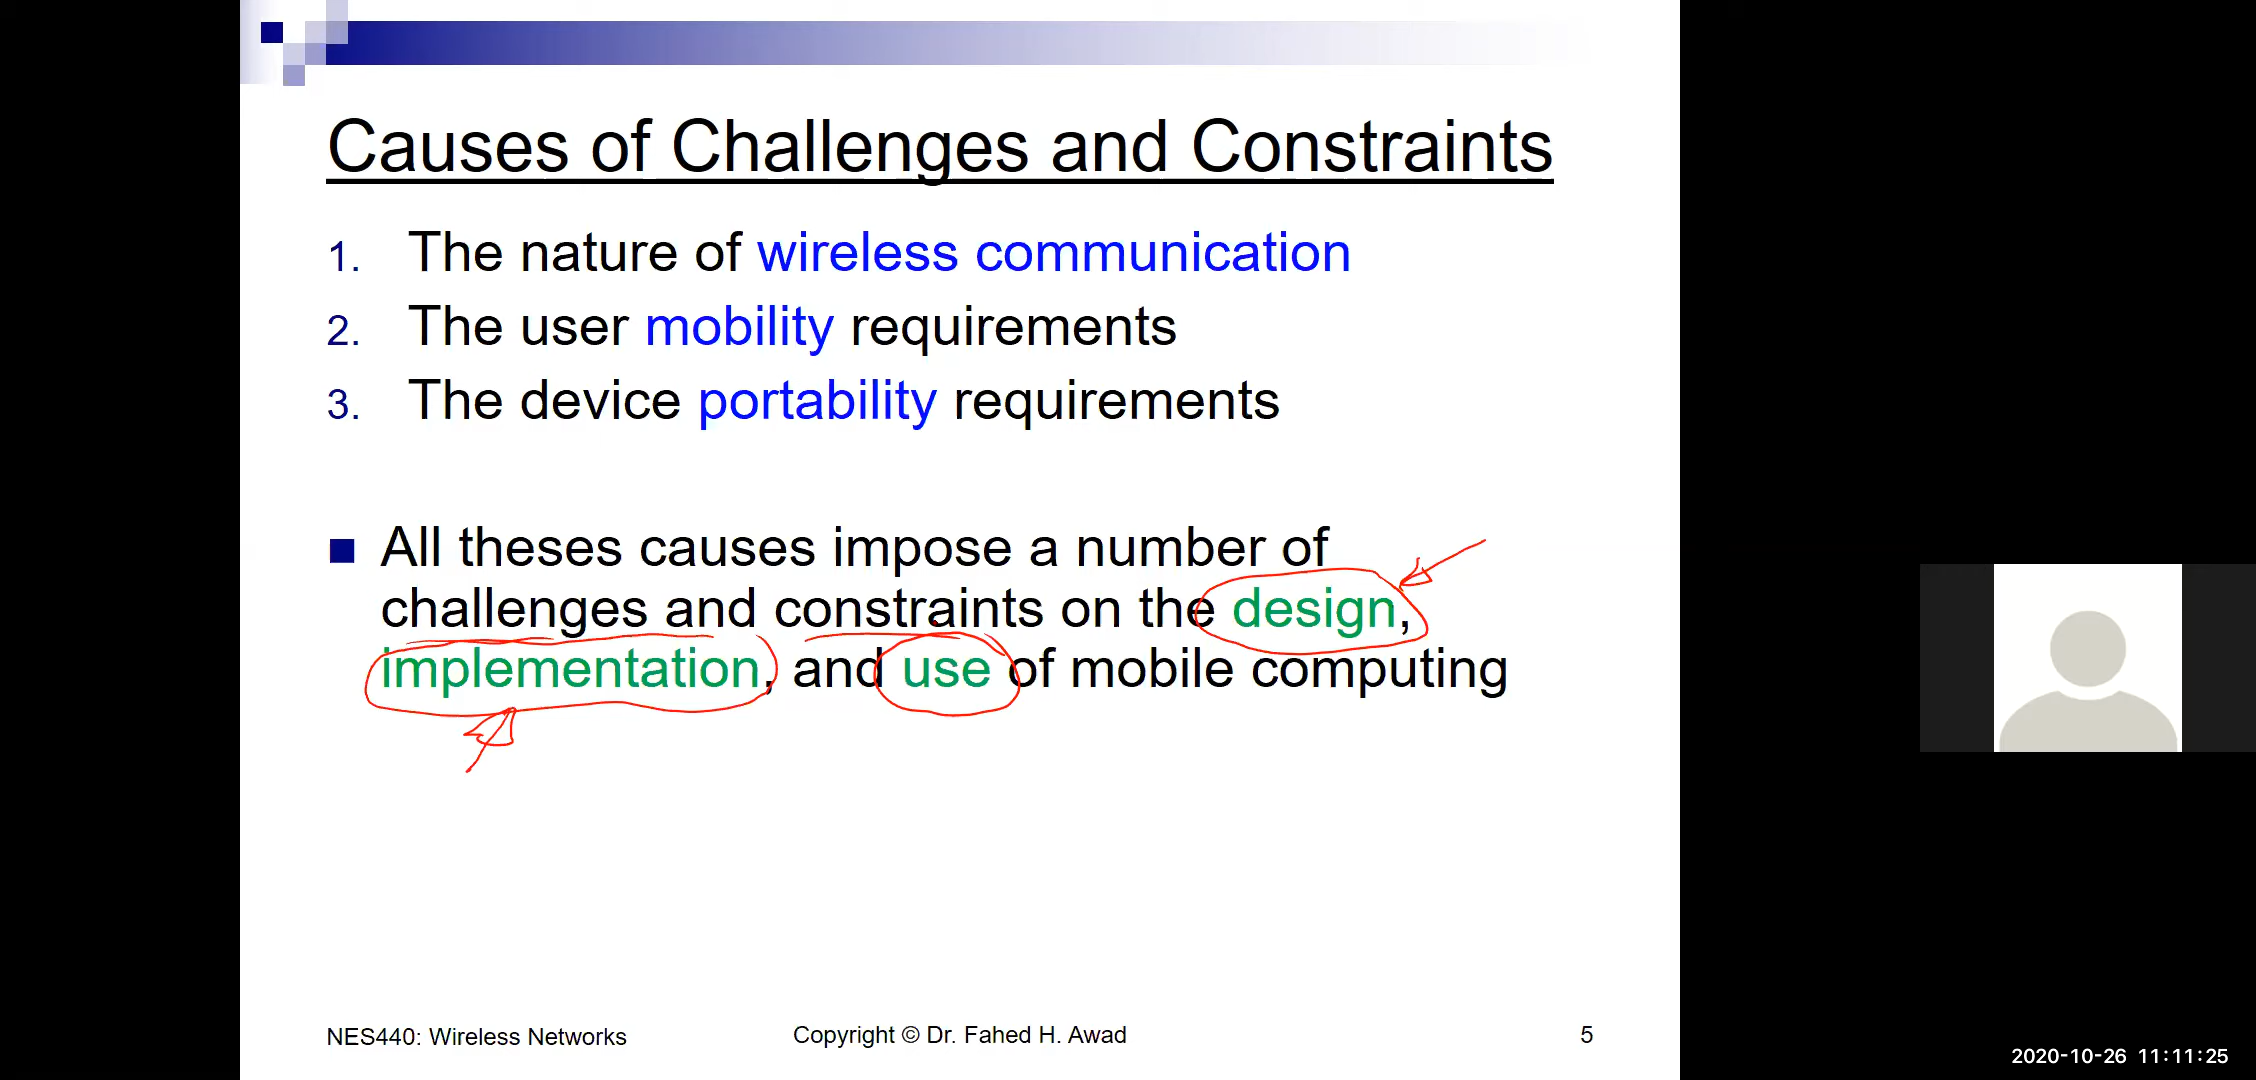 Causes of Challenges and Constraints
1. The nature of wireless communication
2. The user mobility requirements
3. The device portability requirements
All theses causes impose a number of
challenges and constraints on the design,
implementation, and use of mobile computing
NES440: Wireless Networks
Copyright © Dr. Fahed H. Awad
5
2020-10-26 11:11:25